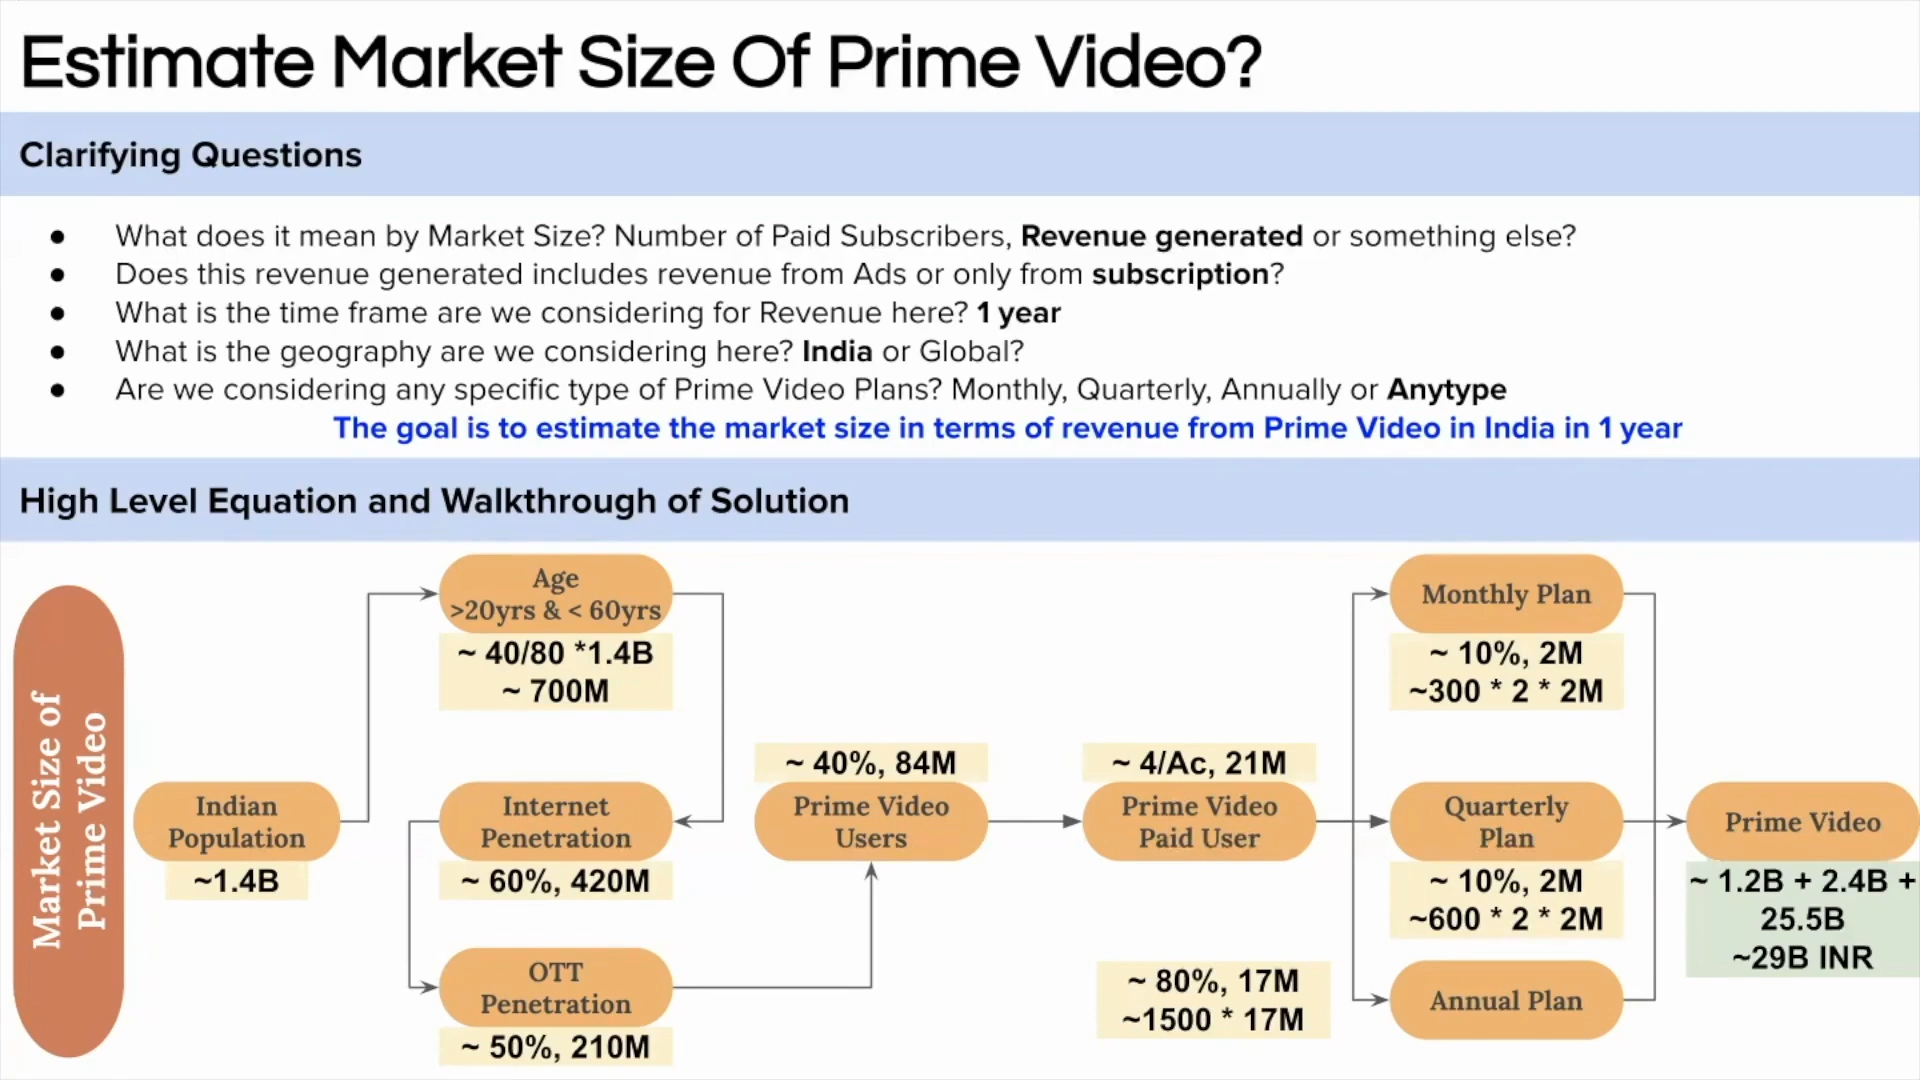 Estimate Market Size Of Prime Video?
Clarifying Questions
● What does it mean by Market Size? Number of Paid Subscribers, Revenue generated or something else?
● Does this revenue generated includes revenue from Ads or only from subscription?
● What is the time frame are we considering for Revenue here? 1 year
● What is the geography are we considering here? India or Global?
● Are we considering any specific type of Prime Video Plans? Monthly, Quarterly, Annually or Anytype
The goal is to estimate the market size in terms of revenue from Prime Video in India in 1 year
High Level Equation and Walkthrough of Solution
Market Size of
Prime Video
Indian
Population
~1.4B
Age
>20yrs & < 60yrs
~ 40/80 *1.4B
~ 700M
Internet
Penetration
~ 60%, 420M
OTT
Penetration
~ 50%, 210M
~ 40%, 84M
Prime Video
Users
~ 4/Ac, 21M
Prime Video
Paid User
Monthly Plan
~ 10%, 2M
~300 * 2 * 2M
Quarterly
Plan
~ 10%, 2M
~600 * 2 * 2M
~ 80%, 17M
~1500 * 17M
Annual Plan
Prime Video
~ 1.2B + 2.4B +
25.5B
~29B INR